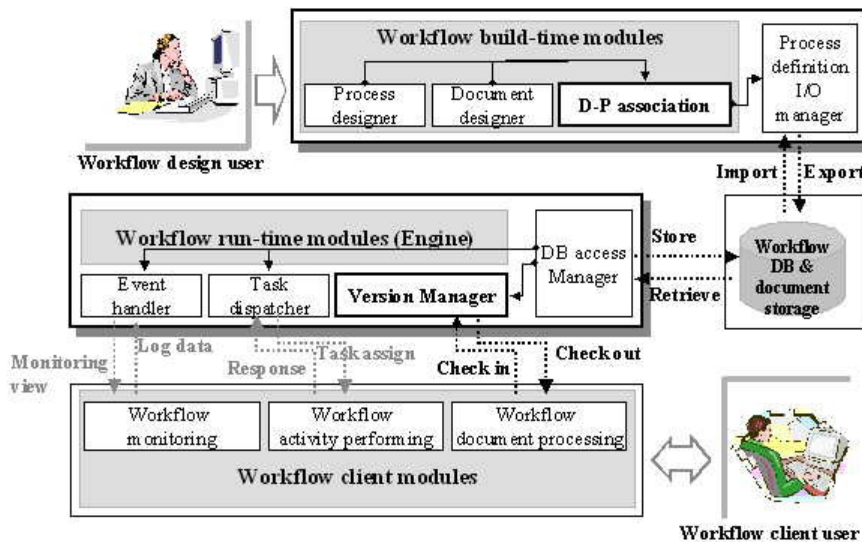 Workflow build-time modules
Process
designer
Document
designer
D-P association
Process
definition
I/O
manager
Workflow design user
Import
Export
Workflow run-time modules (Engine)
Event
handler
Task
dispatcher
Version Manager
DB access
Manager
Store
Retrieve
Workflow
DB &
document
storage
Monitoring
view
Log data
Response
Task assign
Check in
Check out
Workflow
monitoring
Workflow
activity performing
Workflow
document processing
Workflow client modules
Workflow client user